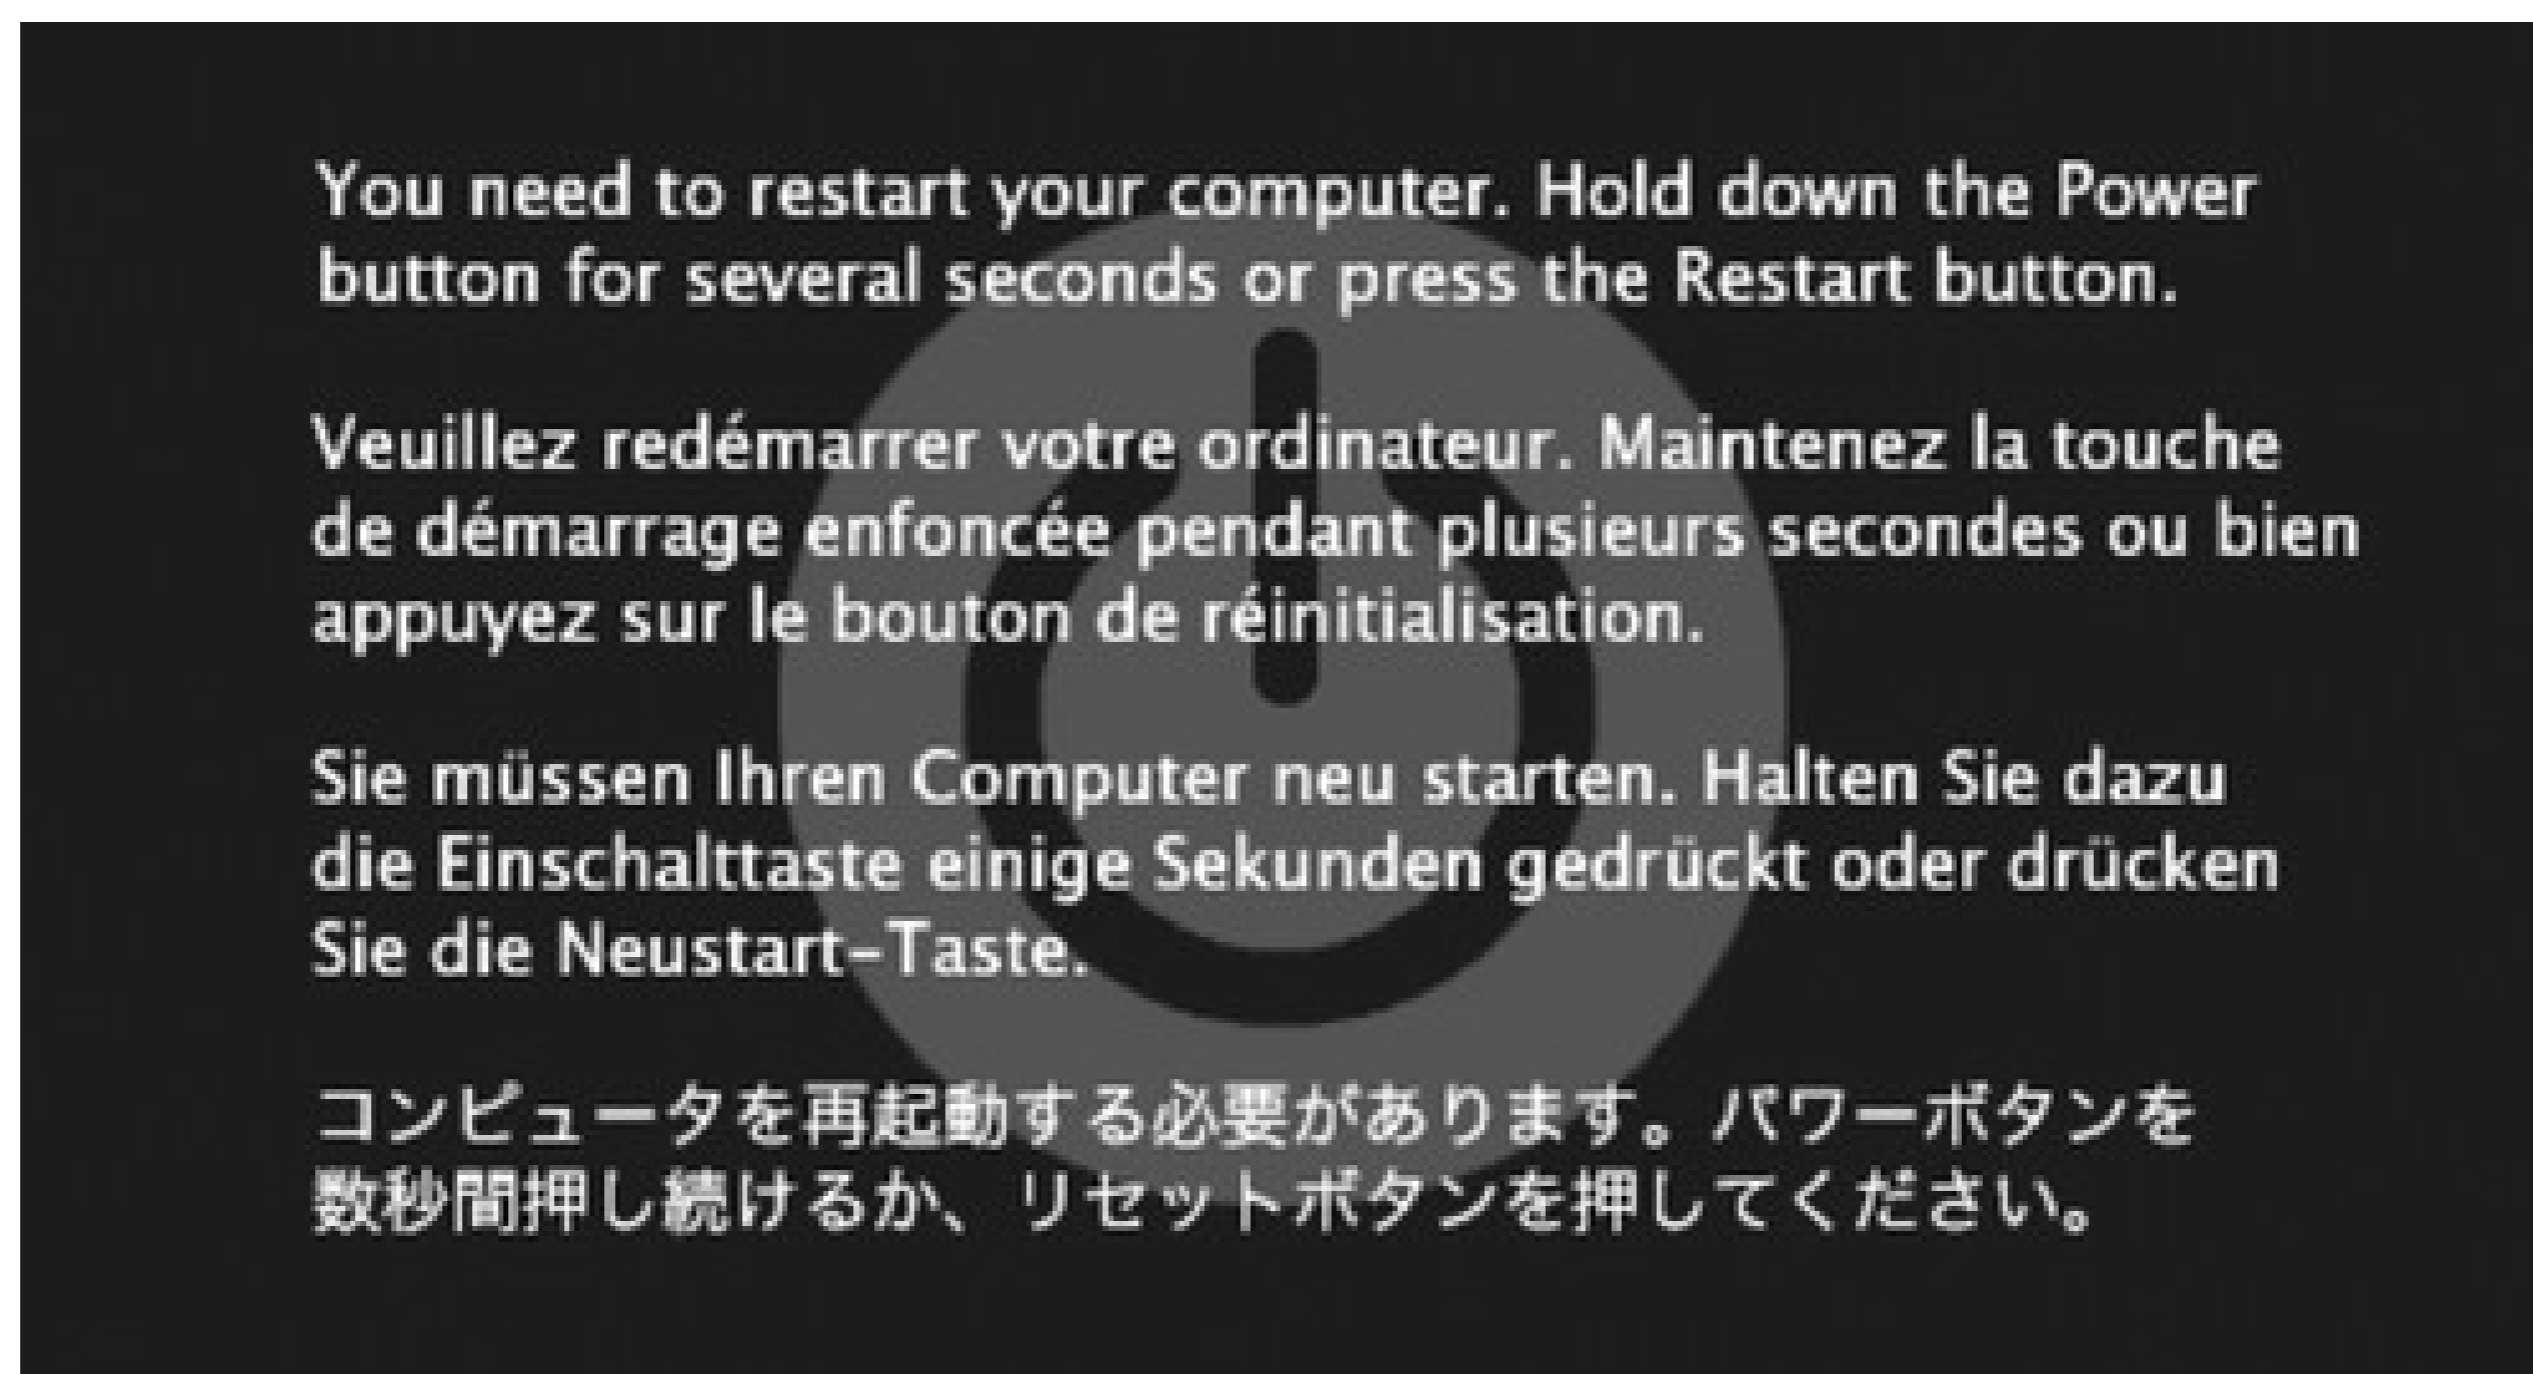 You need to restart your computer. Hold down the Power
button for several seconds or press the Restart button.
Veuillez redémarrer votre ordinateur. Maintenez la touche
de démarrage enfoncée pendant plusieurs secondes ou bien
appuyez sur le bouton de réinitialisation.
Sie müssen Ihren Computer neu starten. Halten Sie dazu
die Einschalttaste einige Sekunden gedrückt oder drücken
Sie die Neustart-Taste.
コンピュータを再起動する必要があります。パワーボタンを
数秒間押し続けるか、リセットボタンを押してください。